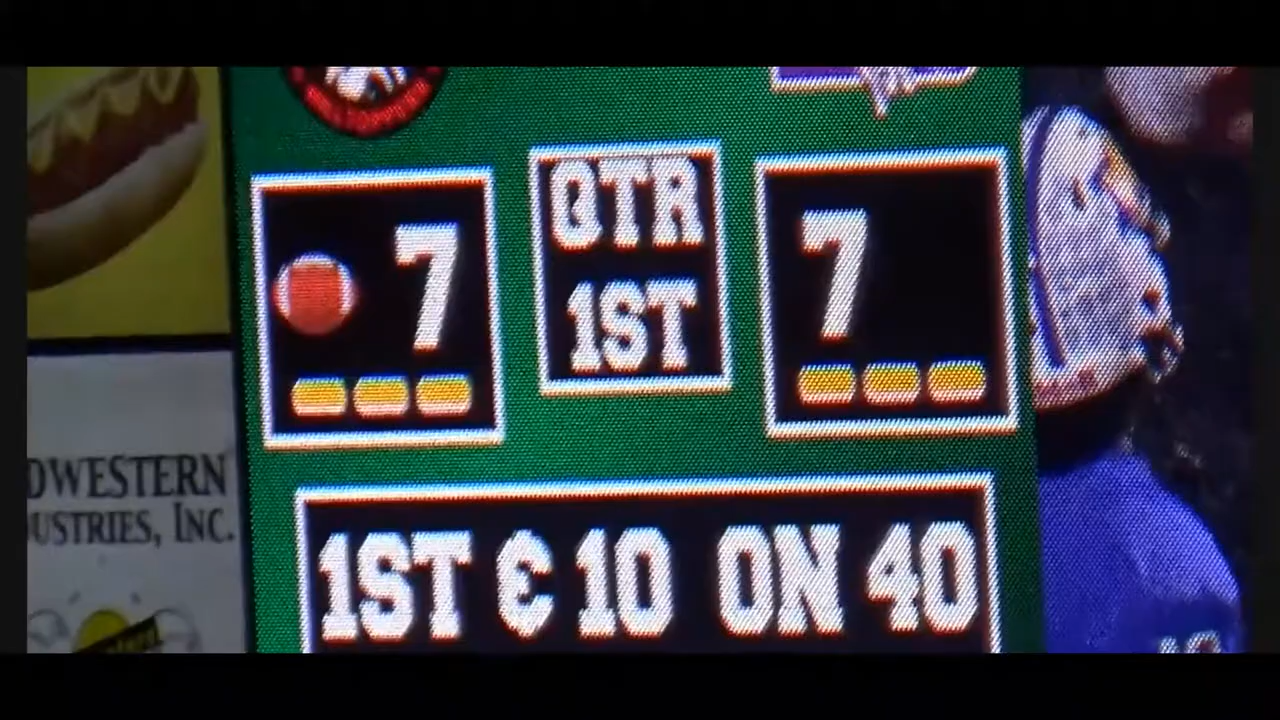 QTR
7
7
1ST
1ST & 10 ON 40
DWESTERN
USTRIES, INC.